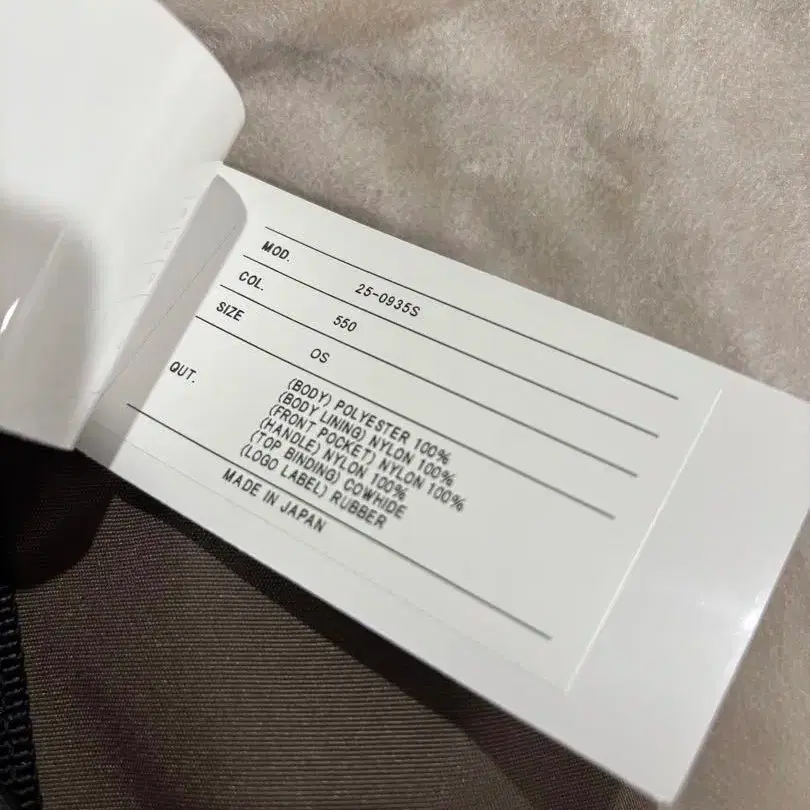 MOD. 25-0935S
COL. 550
SIZE OS
QUT. (BODY) POLYESTER 100%
(BODY LINING) NYLON 100%
(FRONT POCKET) NYLON 100%
(HANDLE) NYLON 100%
(TOP BINDING) COWHIDE
(LOGO LABEL) RUBBER
MADE IN JAPAN